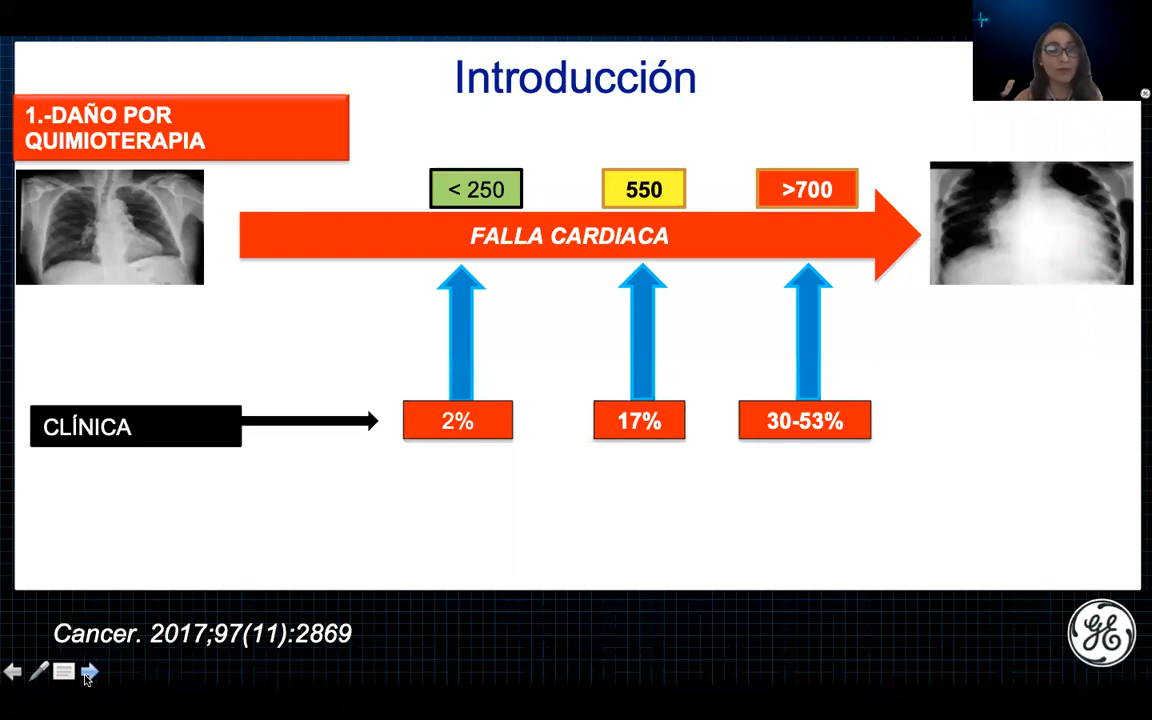 Introducción
1.-DAÑO POR
QUIMIOTERAPIA
< 250
550
>700
FALLA CARDIACA
CLÍNICA
2%
17%
30-53%
Cancer. 2017;97(11):2869
GE